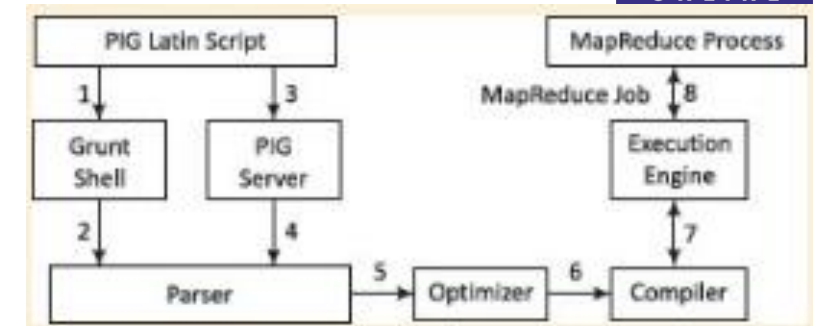 PIG Latin Script
MapReduce Process
1
3
MapReduce Job
8
Grunt
Shell
PIG
Server
Execution
Engine
2
4
7
Parser
5
Optimizer
6
Compiler